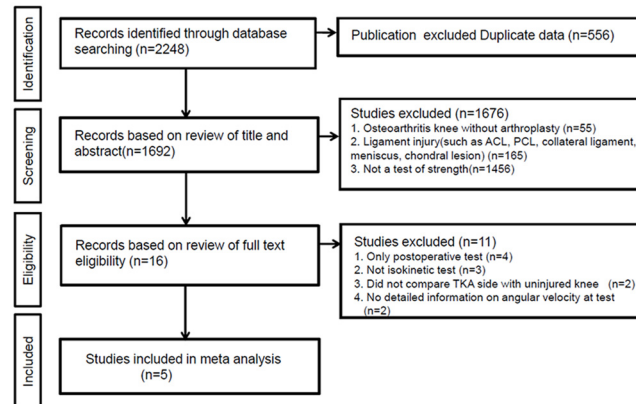 Identification
Records identified through database
searching (n=2248)
Publication excluded Duplicate data (n=556)
Screening
Records based on review of title and
abstract(n=1692)
Studies excluded (n=1676)
1. Osteoarthritis knee without arthroplasty (n=55)
2. Ligament injury(such as ACL, PCL, collateral ligament,
meniscus, chondral lesion) (n=165)
3. Not a test of strength(n=1456)
Eligibility
Records based on review of full text
eligibility (n=16)
Studies excluded (n=11)
1. Only postoperative test (n=4)
2. Not isokinetic test (n=3)
3. Did not compare TKA side with uninjured knee (n=2)
4. No detailed information on angular velocity at test
(n=2)
Included
Studies included in meta analysis
(n=5)